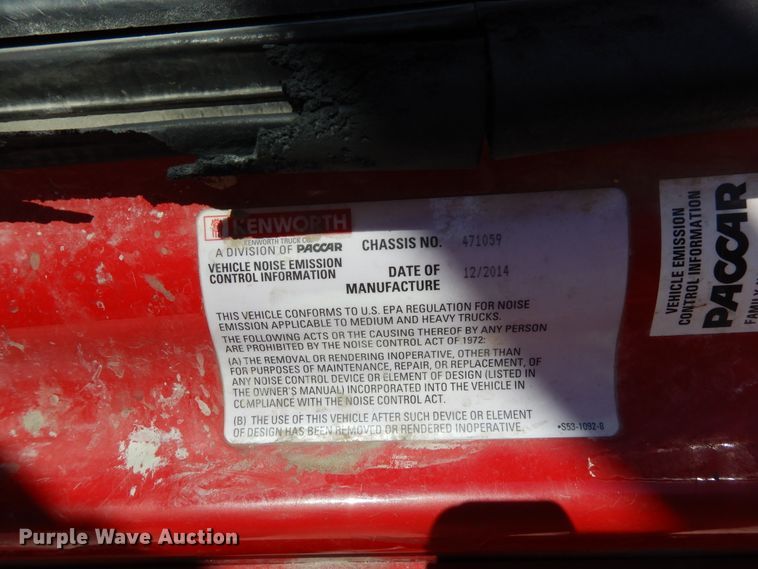 KENWORTH
KENWORTH TRUCK CO.
A DIVISION OF PACCAR
VEHICLE NOISE EMISSION
CONTROL INFORMATION
CHASSIS NO. 471059
DATE OF
MANUFACTURE
12/2014
THIS VEHICLE CONFORMS TO U.S. EPA REGULATION FOR NOISE
EMISSION APPLICABLE TO MEDIUM AND HEAVY TRUCKS.
THE FOLLOWING ACTS OR THE CAUSING THEREOF BY ANY PERSON
ARE PROHIBITED BY THE NOISE CONTROL ACT OF 1972:
(A) THE REMOVAL OR RENDERING INOPERATIVE, OTHER THAN
FOR PURPOSES OF MAINTENANCE, REPAIR, OR REPLACEMENT, OF
ANY NOISE CONTROL DEVICE OR ELEMENT OF DESIGN (LISTED IN
THE OWNER'S MANUAL) INCORPORATED INTO THE VEHICLE IN
COMPLIANCE WITH THE NOISE CONTROL ACT.
(B) THE USE OF THIS VEHICLE AFTER SUCH DEVICE OR ELEMENT
OF DESIGN HAS BEEN REMOVED OR RENDERED INOPERATIVE.
•S53-1092-B
VEHICLE EMISSION
CONTROL INFORMATION
PACCAR
Purple Wave Auction